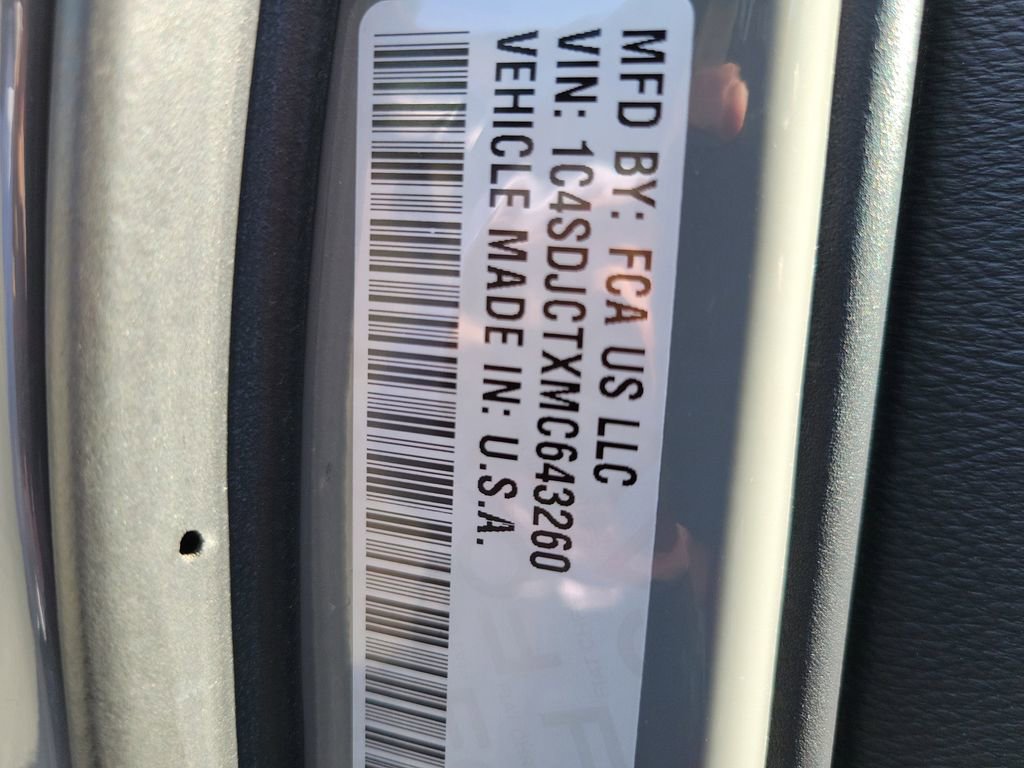 MFD BY: FCA US LLC
VIN: 1C4SDJCTXMC643260
VEHICLE MADE IN: U.S.A.